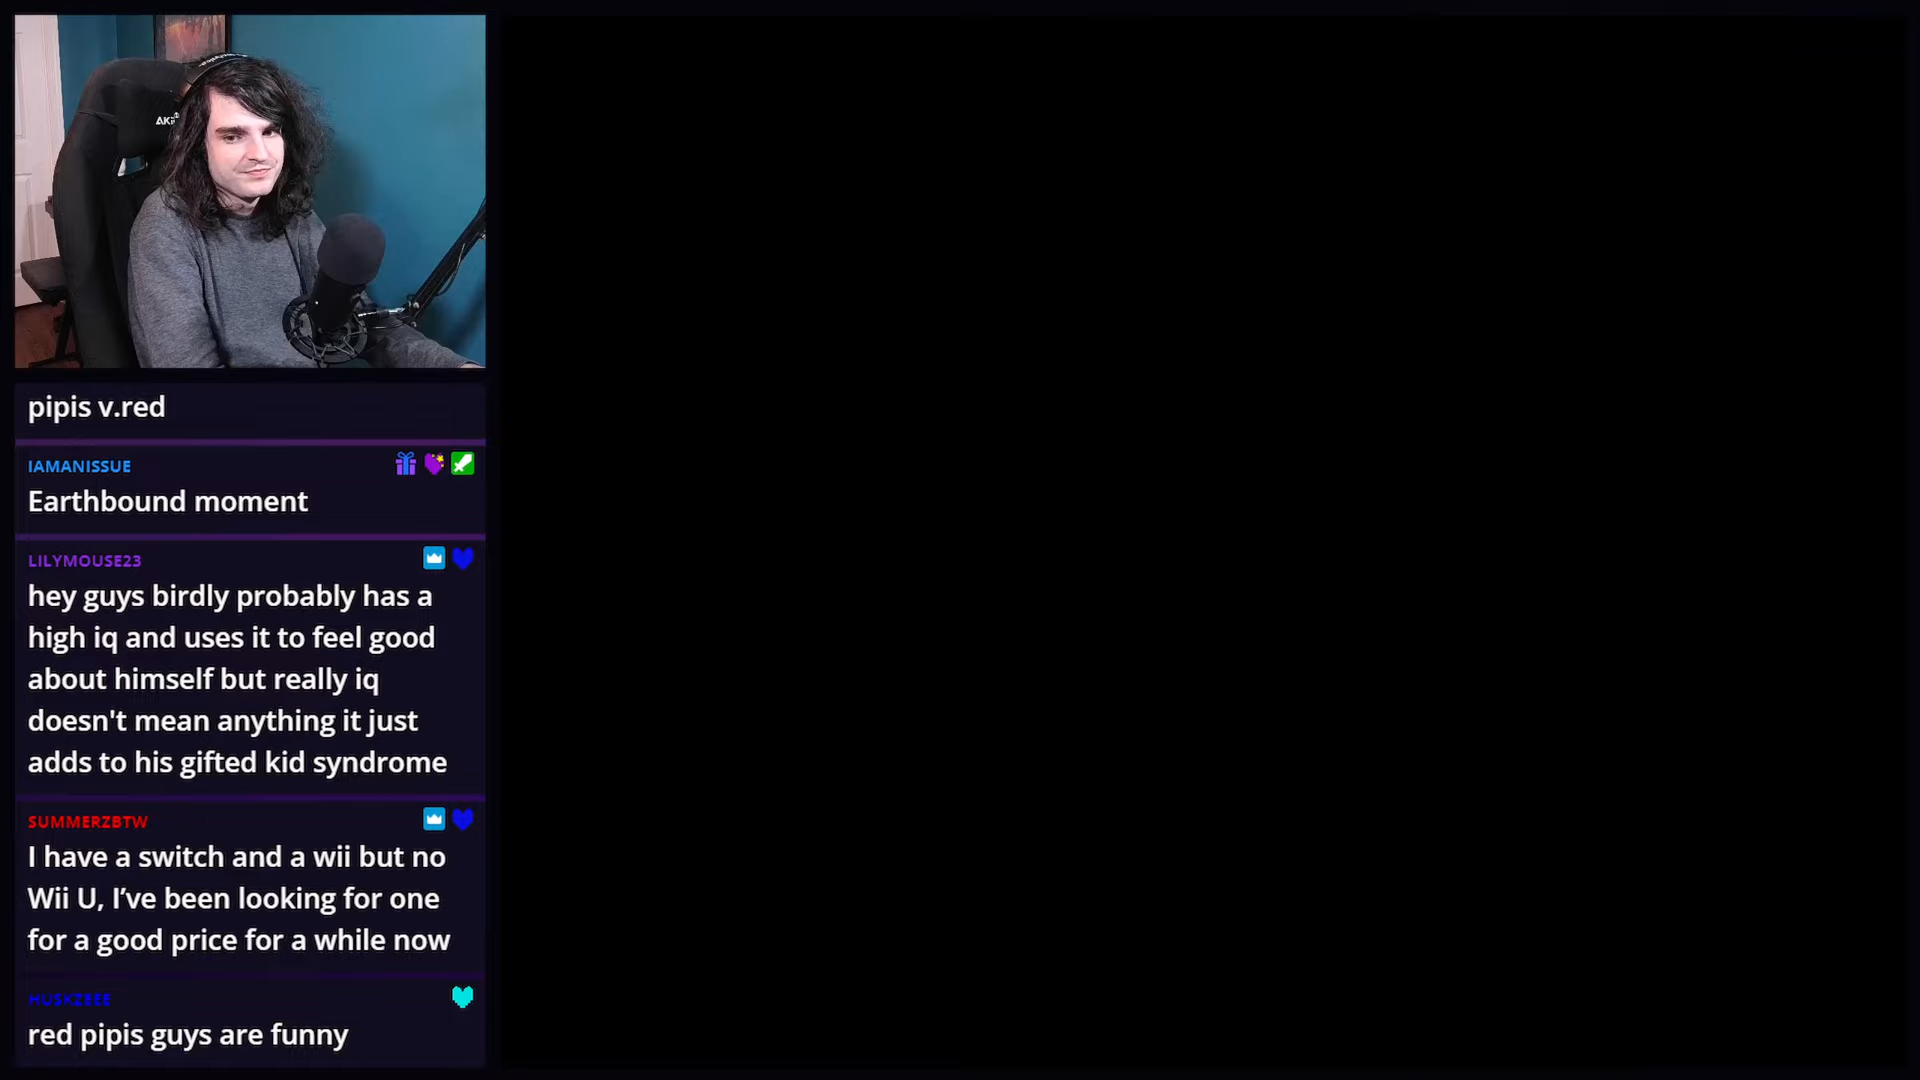 AKi
pipis v.red
IAMANISSUE
Earthbound moment
LILYMOUSE23
hey guys birdly probably has a
high iq and uses it to feel good
about himself but really iq
doesn't mean anything it just
adds to his gifted kid syndrome
SUMMERZBTW
I have a switch and a wii but no
Wii U, I’ve been looking for one
for a good price for a while now
HUSKZEEE
red pipis guys are funny